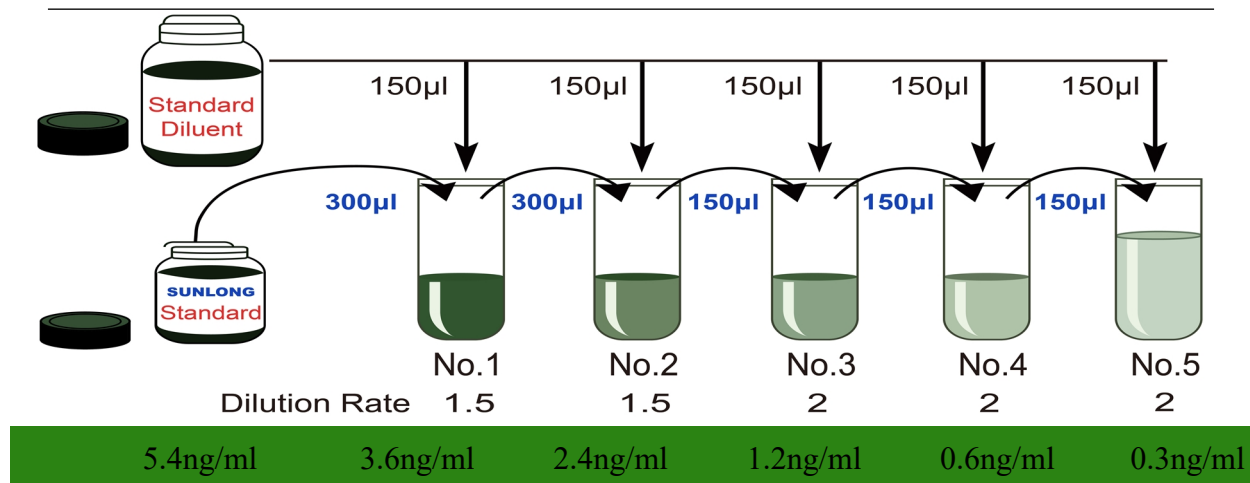 150μl 150μl 150μl 150μl 150μl
Standard
Diluent
300μl 300μl 150μl 150μl 150μl
SUNLONG
Standard
No.1 No.2 No.3 No.4 No.5
Dilution Rate 1.5 1.5 2 2 2
5.4ng/ml 3.6ng/ml 2.4ng/ml 1.2ng/ml 0.6ng/ml 0.3ng/ml